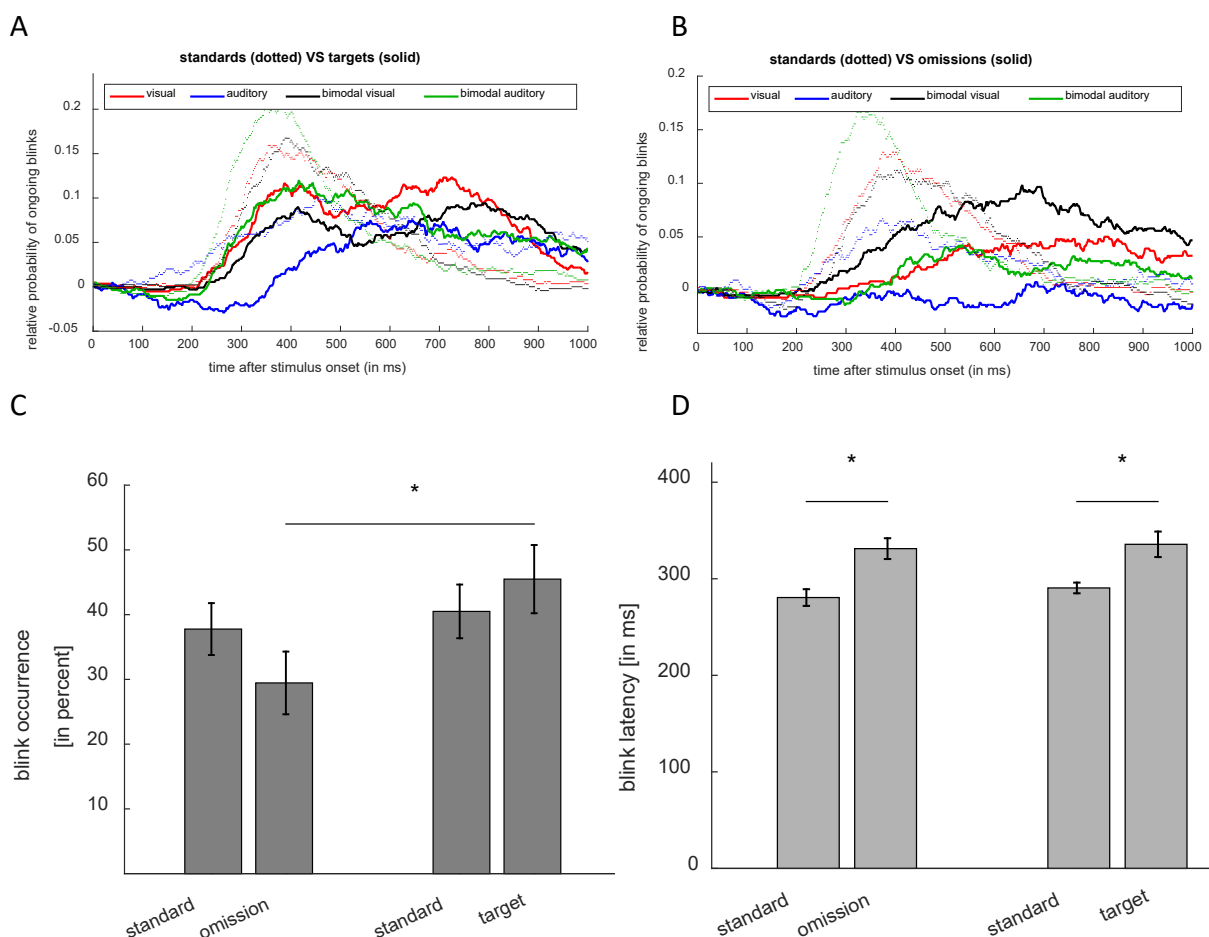 A
standards (dotted) VS targets (solid)
visual auditory bimodal visual bimodal auditory
relative probability of ongoing blinks
0.2
0.15
0.1
0.05
0
-0.05
0 100 200 300 400 500 600 700 800 900 1000
time after stimulus onset (in ms)
B
standards (dotted) VS omissions (solid)
visual auditory bimodal visual bimodal auditory
relative probability of ongoing blinks
0.2
0.15
0.1
0.05
0
0 100 200 300 400 500 600 700 800 900 1000
time after stimulus onset (in ms)
C
blink occurrence
[in percent]
60
50
40
30
20
10
*
standard omission standard target
D
blink latency [in ms]
400
300
200
100
0
* *
standard omission standard target